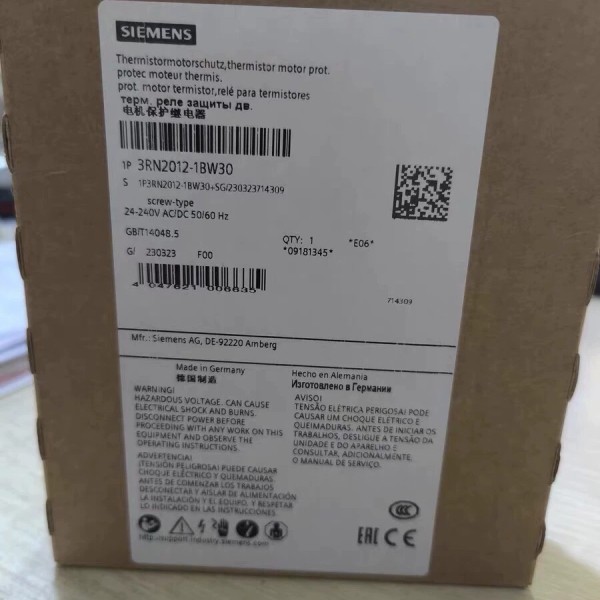 SIEMENS
Thermistormotorschutz,thermistor motor prot.
protec moteur thermis.
prot. motor termistor,relé para termistores
терм. реле защиты дв.
电机保护继电器
1P 3RN2012-1BW30
S 1P3RN2012-1BW30+SG/230323714309
screw-type
24-240V AC/DC 50/60 Hz
GB/T14048.5
QTY: 1 *E06*
G/ 230323 F00 *09181345*
714309
Mfr.: Siemens AG, DE-92220 Amberg
Made in Germany
德国制造
Hecho en Alemania
Изготовлено в Германии
WARNING!
HAZARDOUS VOLTAGE. CAN CAUSE
ELECTRICAL SHOCK AND BURNS.
DISCONNECT POWER BEFORE
PROCEEDING WITH ANY WORK ON THIS
EQUIPMENT AND OBSERVE THE
OPERATING INSTRUCTIONS.
ADVERTENCIA!
¡TENSIÓN PELIGROSA! PUEDE CAUSAR
CHOQUE ELÉCTRICO Y QUEMADURAS.
ANTES DE COMENZAR LOS TRABAJOS
DESCONECTAR Y AISLAR DE ALIMENTACIÓN
LA INSTALACIÓN Y EL EQUIPO. Y RESPETAR
LO INDICADO EN LAS INSTRUCCIONES.
AVISO!
TENSÃO ELÉTRICA PERIGOSA! PODE
CAUSAR UM CHOQUE ELÉTRICO E
QUEIMADURAS. ANTES DE INICIAR OS
TRABALHOS, DESLIGUE A TENSÃO DA
UNIDADE E DO APARELHO E
CONSULTAR, ADICIONALMENTE.
O MANUAL DE SERVIÇO.
http://support.industry.siemens.com
CCC
EAC CE